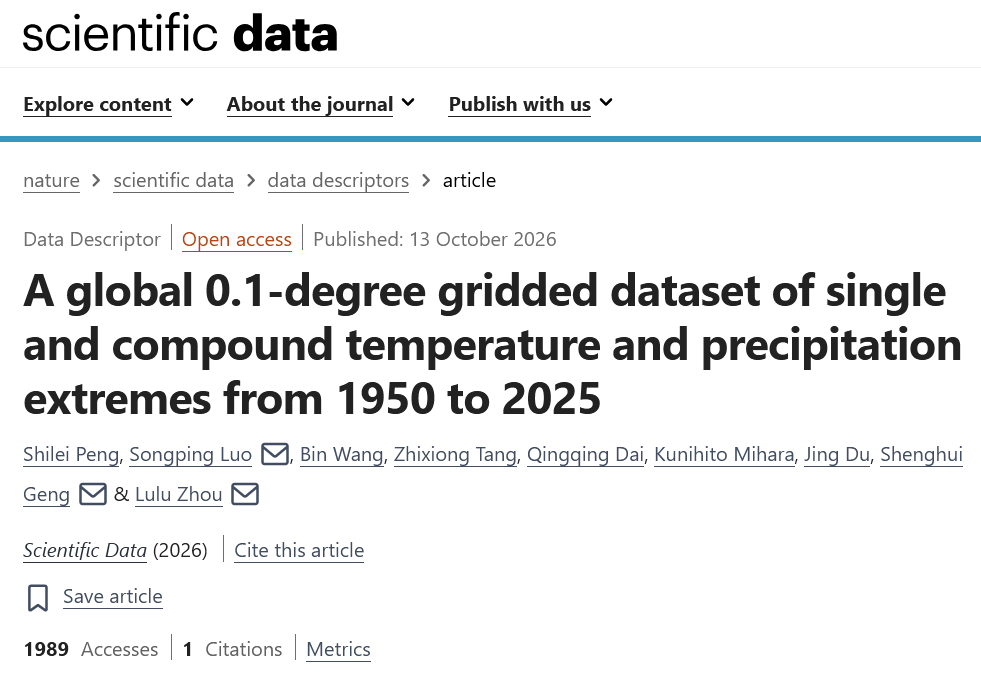 scientific data
Explore content About the journal Publish with us
nature > scientific data > data descriptors > article
Data Descriptor | Open access | Published: 13 October 2026
A global 0.1-degree gridded dataset of single
and compound temperature and precipitation
extremes from 1950 to 2025
Shilei Peng, Songping Luo, Bin Wang, Zhixiong Tang, Qingqing Dai, Kunihito Mihara, Jing Du, Shenghui
Geng & Lulu Zhou
Scientific Data (2026) | Cite this article
Save article
1989 Accesses | 1 Citations | Metrics